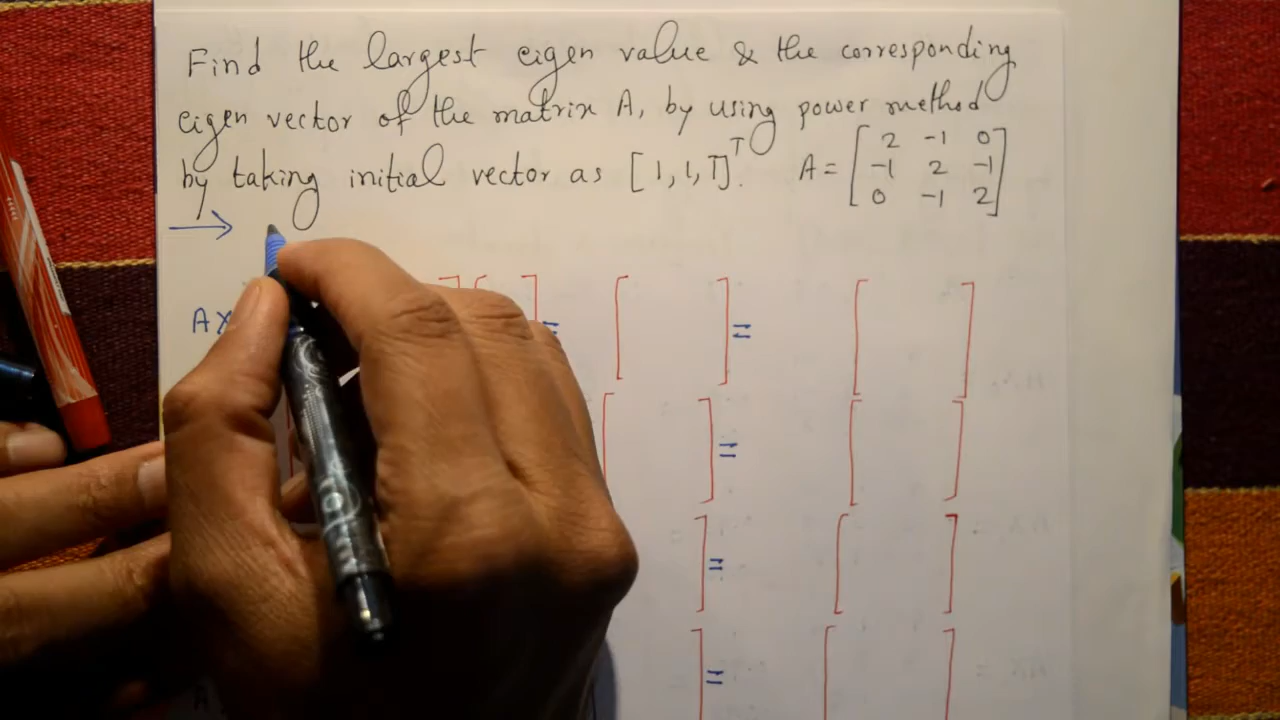 Find the largest eigen value & the corresponding
eigen vector of the matrix A, by using power method
by taking initial vector as [1, 1, 1]ᵀ. A = [2 -1 0
-1 2 -1
0 -1 2]
→
AX = =
=
=
=
A